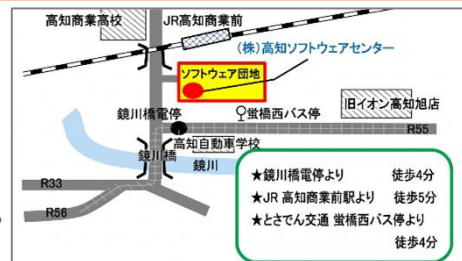 高知商業高校
JR高知商業前
(株)高知ソフトウェアセンター
ソフトウェア団地
鏡川橋電停
蛍橋西バス停
旧イオン高知旭店
R55
高知自動車学校
鏡川橋
鏡川
R33
R56
★鏡川橋電停より 徒歩4分
★JR 高知商業前駅より 徒歩5分
★とさでん交通 蛍橋西バス停より
徒歩4分